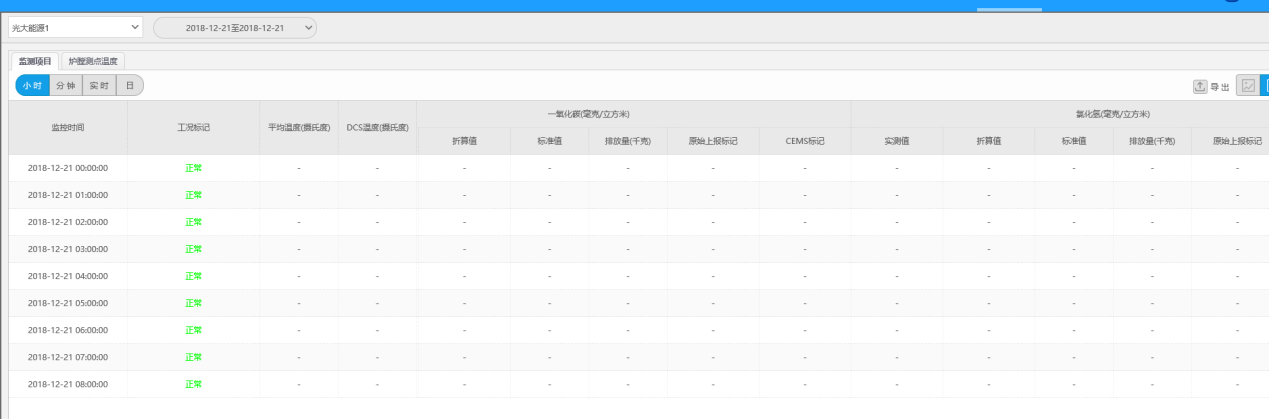 光大能源1 2018-12-21至2018-12-21
监测项目 炉膛测点温度
小时 分钟 实时 日 导出
监控时间 工况标记 平均温度(摄氏度) DCS温度(摄氏度) 一氧化碳(毫克/立方米) 氯化氢(毫克/立方米)
折算值 标准值 排放量(千克) 原始上报标记 CEMS标记 实测值 折算值 标准值 排放量(千克) 原始上报标记
2018-12-21 00:00:00 正常 - - - - - - - - - - - -
2018-12-21 01:00:00 正常 - - - - - - - - - - - -
2018-12-21 02:00:00 正常 - - - - - - - - - - - -
2018-12-21 03:00:00 正常 - - - - - - - - - - - -
2018-12-21 04:00:00 正常 - - - - - - - - - - - -
2018-12-21 05:00:00 正常 - - - - - - - - - - - -
2018-12-21 06:00:00 正常 - - - - - - - - - - - -
2018-12-21 07:00:00 正常 - - - - - - - - - - - -
2018-12-21 08:00:00 正常 - - - - - - - - - - - -